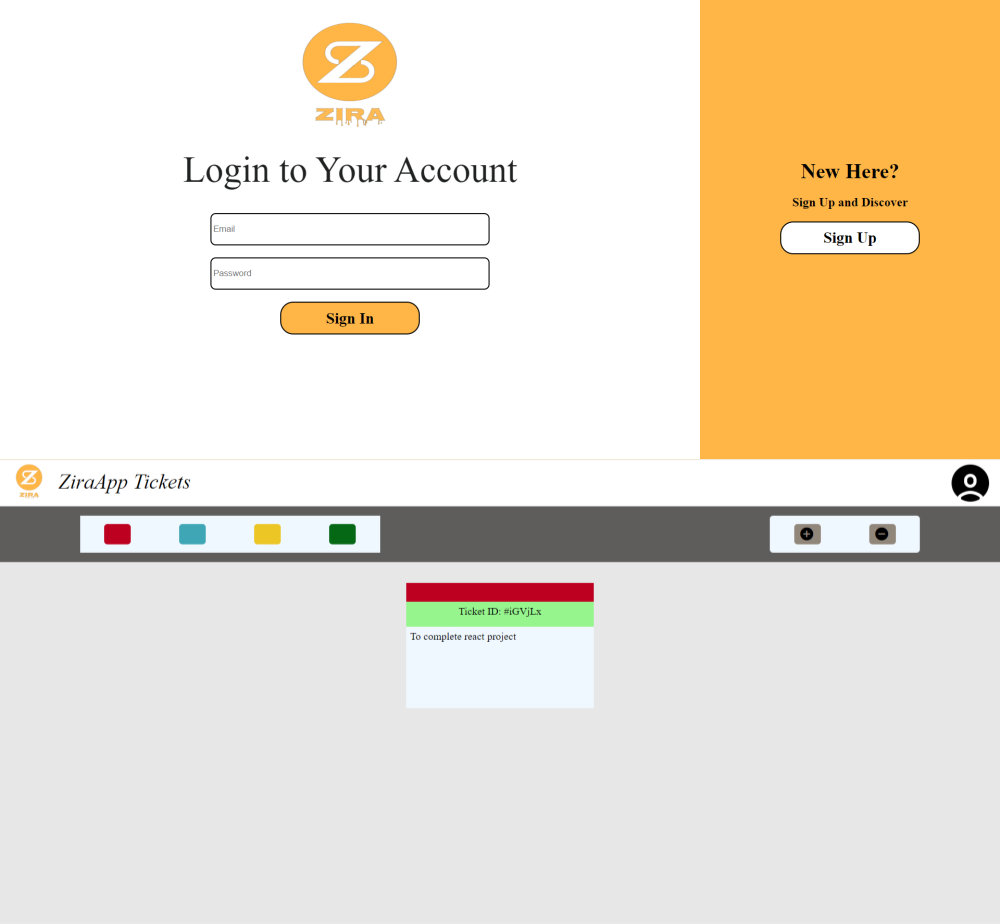 ZIRA
Login to Your Account
Email
Password
Sign In
New Here?
Sign Up and Discover
Sign Up
ZIRA
ZiraApp Tickets
Ticket ID: #iGVjLx
To complete react project